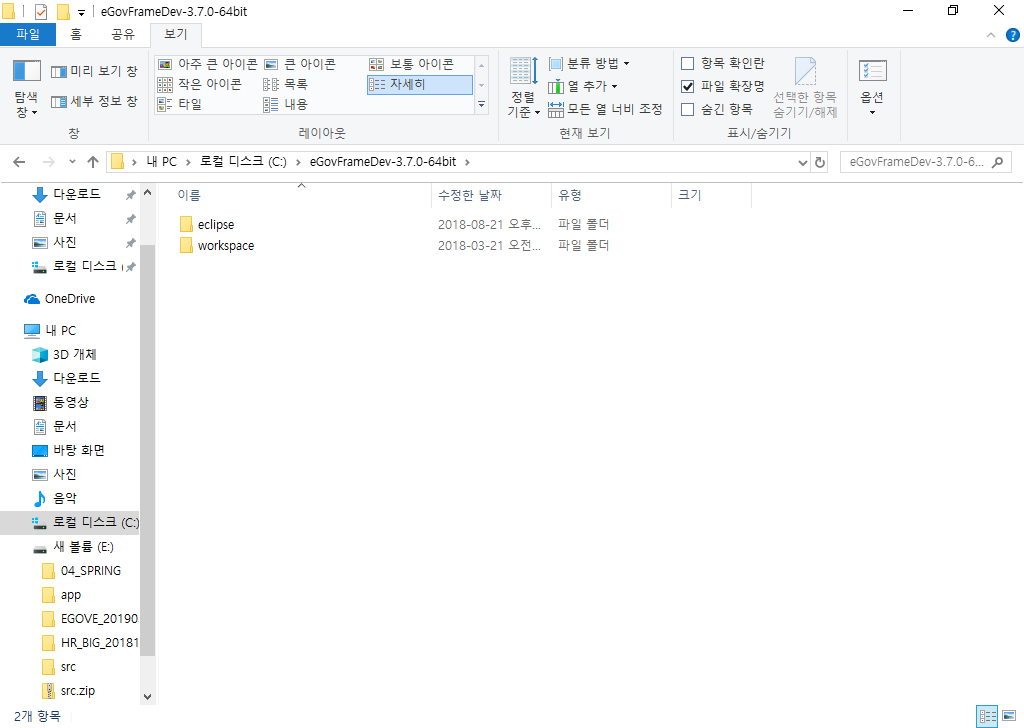 eGovFrameDev-3.7.0-64bit
파일 홈 공유 보기
미리 보기 창
세부 정보 창
탐색 창
창
아주 큰 아이콘 큰 아이콘 보통 아이콘
작은 아이콘 목록 자세히
타일 내용
레이아웃
정렬 기준
분류 방법
열 추가
모든 열 너비 조정
현재 보기
항목 확인란
파일 확장명
숨긴 항목
선택한 항목 숨기기/해제
표시/숨기기
옵션
내 PC 로컬 디스크 (C:) eGovFrameDev-3.7.0-64bit
eGovFrameDev-3.7.0-6...
다운로드
문서
사진
로컬 디스크 (
OneDrive
내 PC
3D 개체
다운로드
동영상
문서
바탕 화면
사진
음악
로컬 디스크 (C:)
새 볼륨 (E:)
04_SPRING
app
EGOVE_20190
HR_BIG_20181
src
src.zip
이름 수정한 날짜 유형 크기
eclipse 2018-08-21 오후... 파일 폴더
workspace 2018-03-21 오전... 파일 폴더
2개 항목